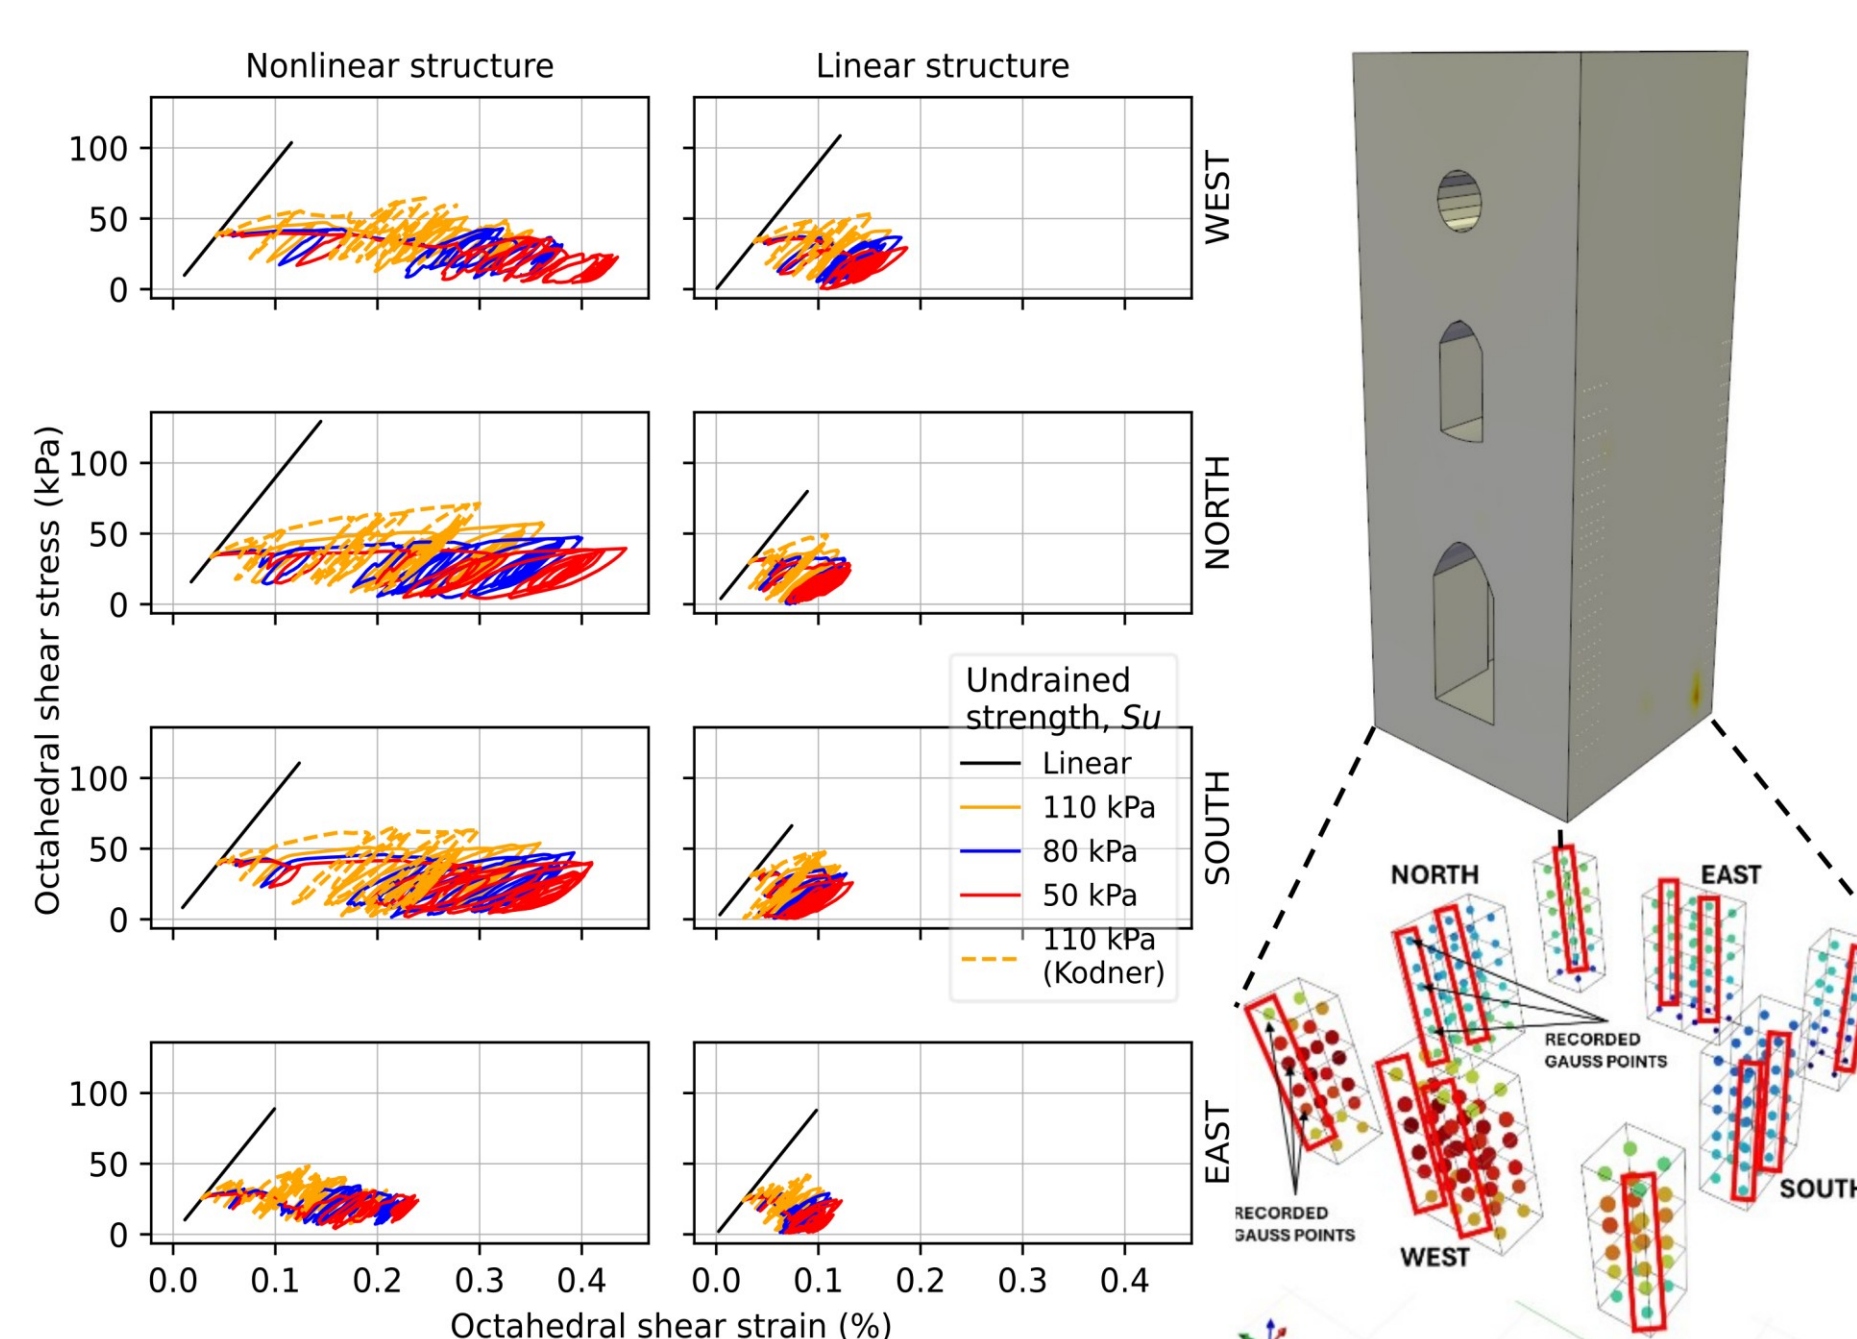 Nonlinear structure
Linear structure
100
50
0
WEST
100
50
0
NORTH
100
50
0
SOUTH
100
50
0
EAST
0.0 0.1 0.2 0.3 0.4
0.0 0.1 0.2 0.3 0.4
Octahedral shear stress (kPa)
Octahedral shear strain (%)
Undrained
strength, Su
Linear
110 kPa
80 kPa
50 kPa
110 kPa
(Kodner)
NORTH
EAST
RECORDED
GAUSS POINTS
RECORDED
GAUSS POINTS
WEST
SOUTH